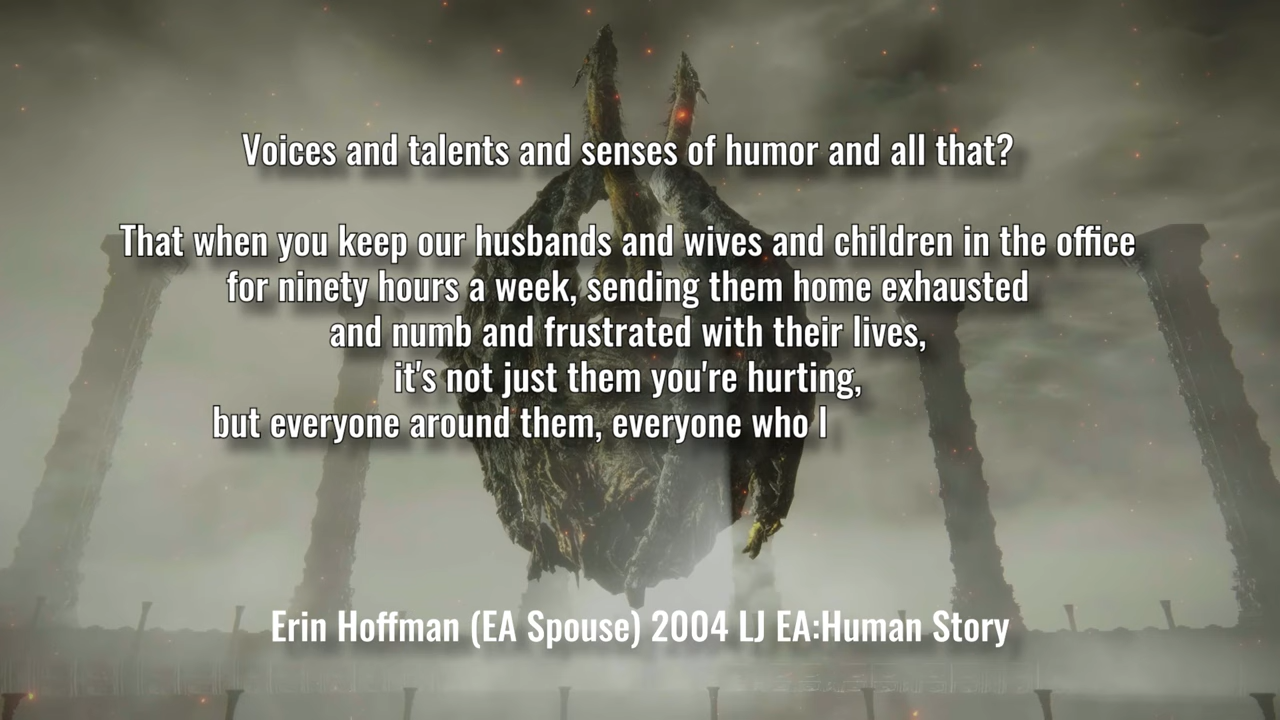 Voices and talents and senses of humor and all that?
That when you keep our husbands and wives and children in the office
for ninety hours a week, sending them home exhausted
and numb and frustrated with their lives,
it's not just them you're hurting,
but everyone around them, everyone who l
Erin Hoffman (EA Spouse) 2004 LJ EA:Human Story